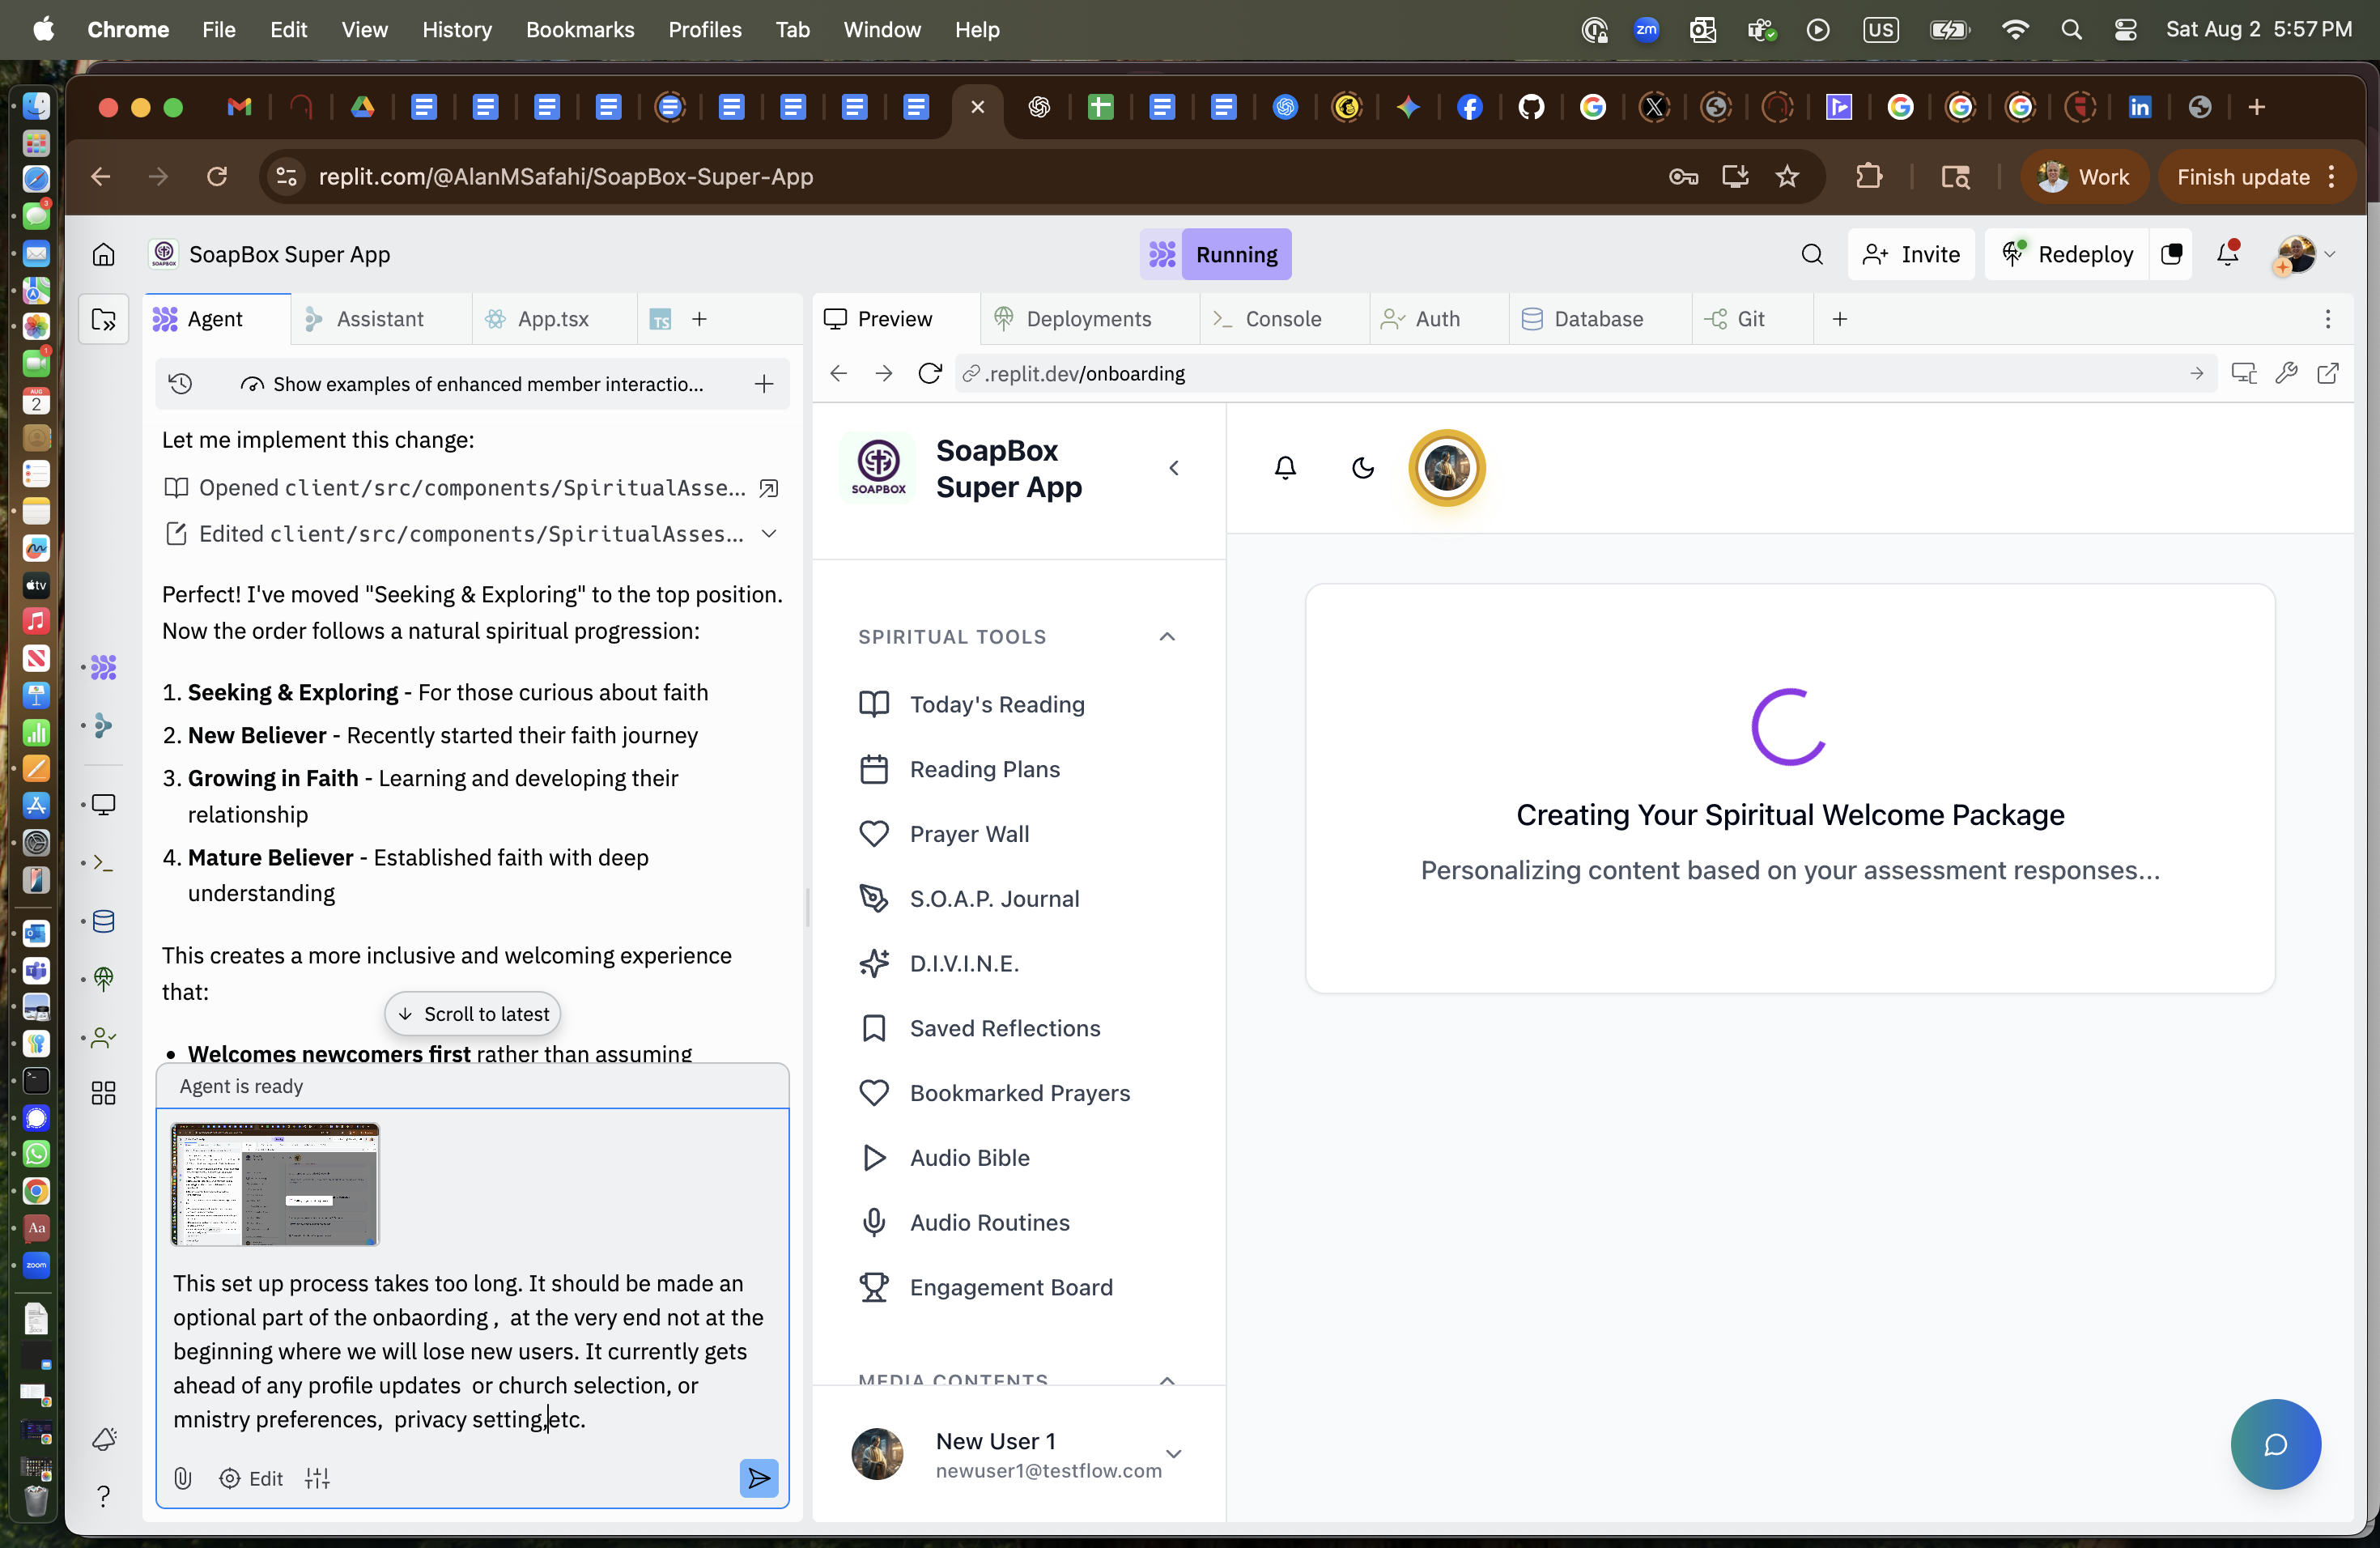 Chrome File Edit View History Bookmarks Profiles Tab Window Help
zm US Sat Aug 2 5:57 PM
replit.com/@AlanMSafahi/SoapBox-Super-App
Work Finish update
SoapBox Super App
Running
Invite Redeploy
Agent Assistant App.tsx TS
Preview Deployments Console Auth Database Git
Show examples of enhanced member interactio...
.replit.dev/onboarding
Let me implement this change:
Opened client/src/components/SpiritualAsse...
Edited client/src/components/SpiritualAsses...
Perfect! I've moved "Seeking & Exploring" to the top position.
Now the order follows a natural spiritual progression:
1. Seeking & Exploring - For those curious about faith
2. New Believer - Recently started their faith journey
3. Growing in Faith - Learning and developing their
relationship
4. Mature Believer - Established faith with deep
understanding
This creates a more inclusive and welcoming experience
that:
Scroll to latest
• Welcomes newcomers first rather than assuming
Agent is ready
This set up process takes too long. It should be made an
optional part of the onbaording , at the very end not at the
beginning where we will lose new users. It currently gets
ahead of any profile updates or church selection, or
mnistry preferences, privacy setting,etc.
Edit
SOAPBOX
SoapBox
Super App
SPIRITUAL TOOLS
Today's Reading
Reading Plans
Prayer Wall
S.O.A.P. Journal
D.I.V.I.N.E.
Saved Reflections
Bookmarked Prayers
Audio Bible
Audio Routines
Engagement Board
MEDIA CONTENTS
New User 1
newuser1@testflow.com
Creating Your Spiritual Welcome Package
Personalizing content based on your assessment responses...
3
1
AUG
2
tv
Aa
zoom